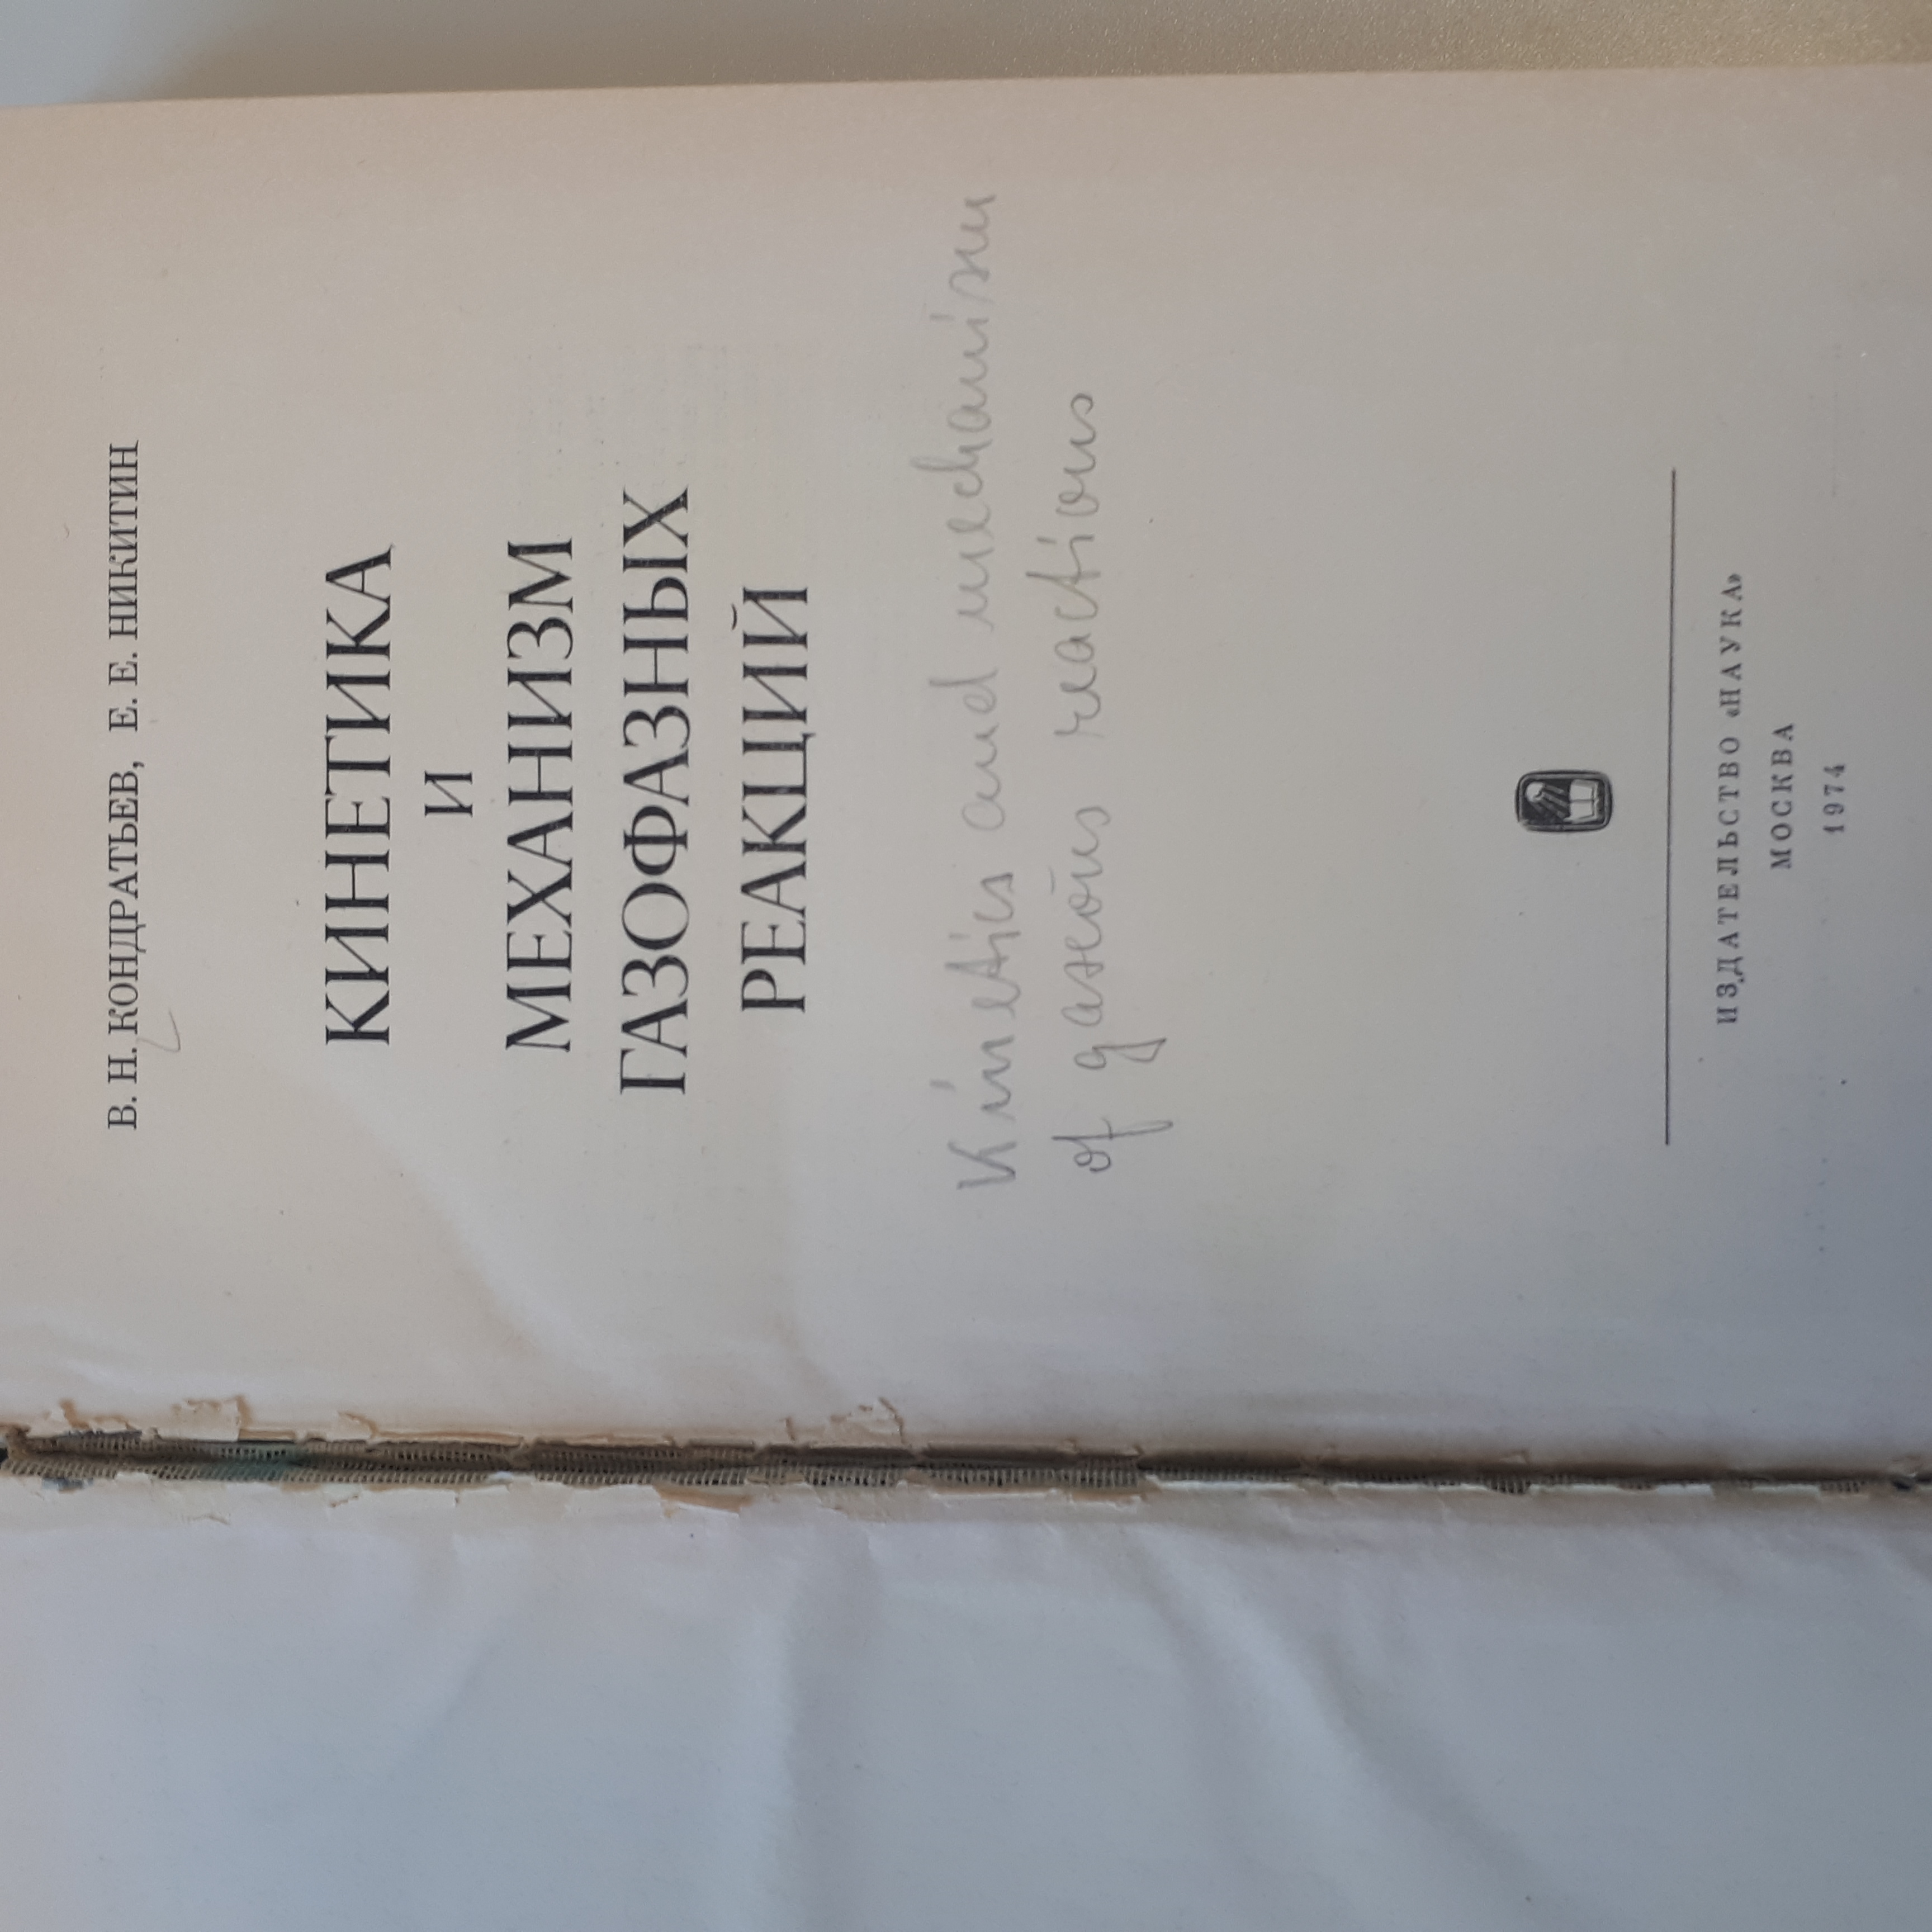 В. Н. КОНДРАТЬЕВ, Е. Е. НИКИТИН
КИНЕТИКА
И
МЕХАНИЗМ
ГАЗОФАЗНЫХ
РЕАКЦИЙ
Kinetics and mechanism
of gaseous reactions
ИЗДАТЕЛЬСТВО «НАУКА»
МОСКВА
1974